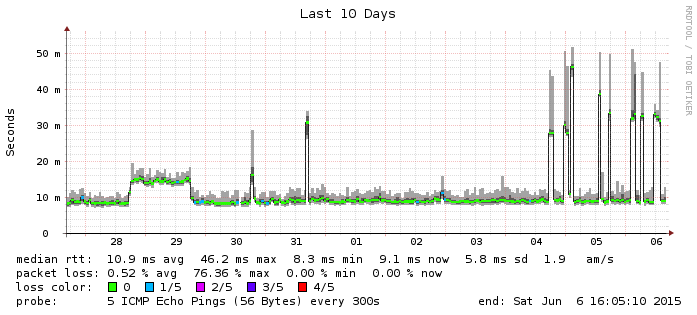 Last 10 Days
RRDTOOL / TOBI OETIKER
Seconds
50 m
40 m
30 m
20 m
10 m
0
28 29 30 31 01 02 03 04 05 06
median rtt: 10.9 ms avg 46.2 ms max 8.3 ms min 9.1 ms now 5.8 ms sd 1.9 am/s
packet loss: 0.52 % avg 76.36 % max 0.00 % min 0.00 % now
loss color: 0 1/5 2/5 3/5 4/5
probe: 5 ICMP Echo Pings (56 Bytes) every 300s end: Sat Jun 6 16:05:10 2015